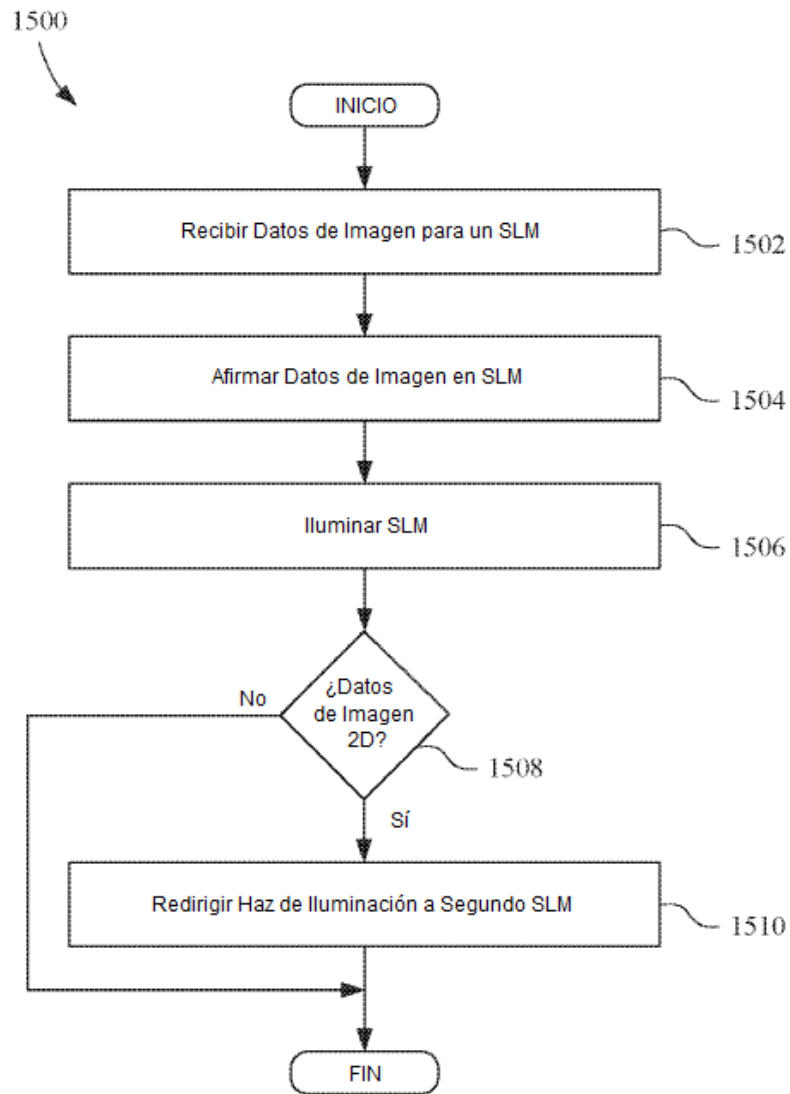 1500
INICIO
Recibir Datos de Imagen para un SLM
1502
Afirmar Datos de Imagen en SLM
1504
Iluminar SLM
1506
¿Datos
de Imagen
2D?
No
1508
Sí
Redirigir Haz de Iluminación a Segundo SLM
1510
FIN